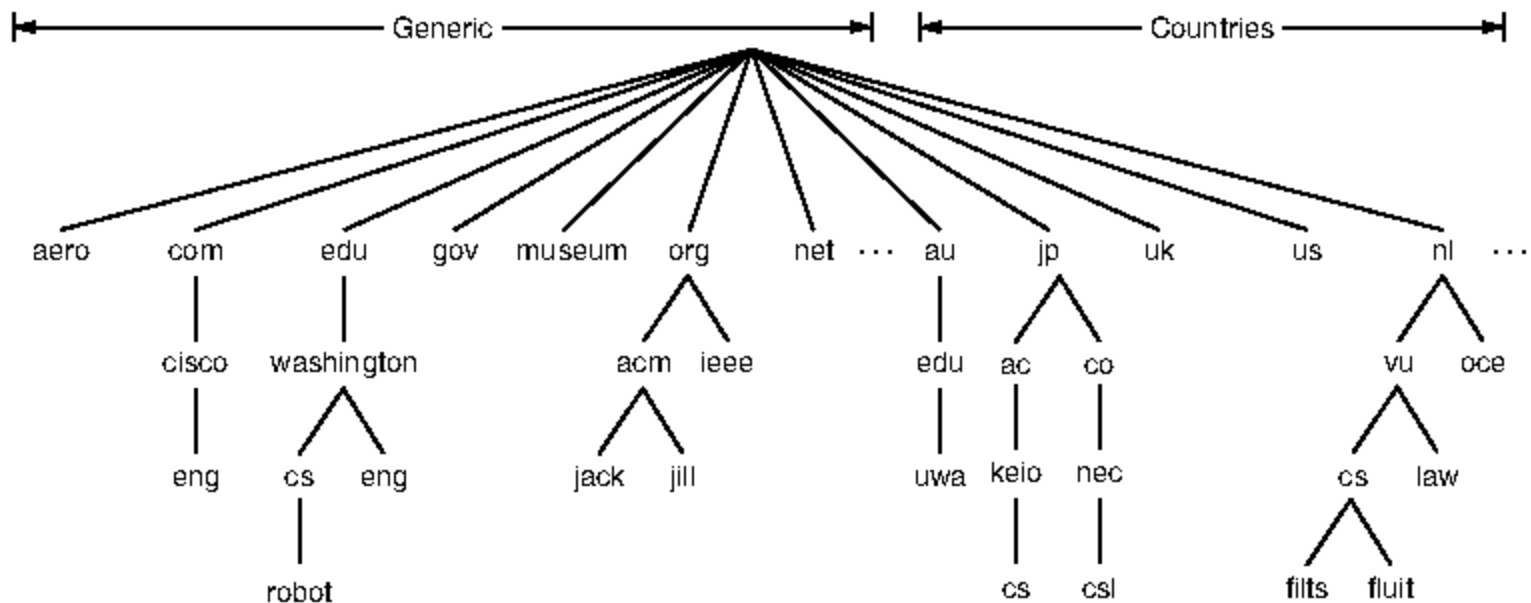 Generic Countries
aero com edu gov museum org net ... au jp uk us nl ...
cisco washington acm ieee edu ac co vu oce
eng cs eng jack jill uwa keio nec cs law
robot cs csl filts fluit